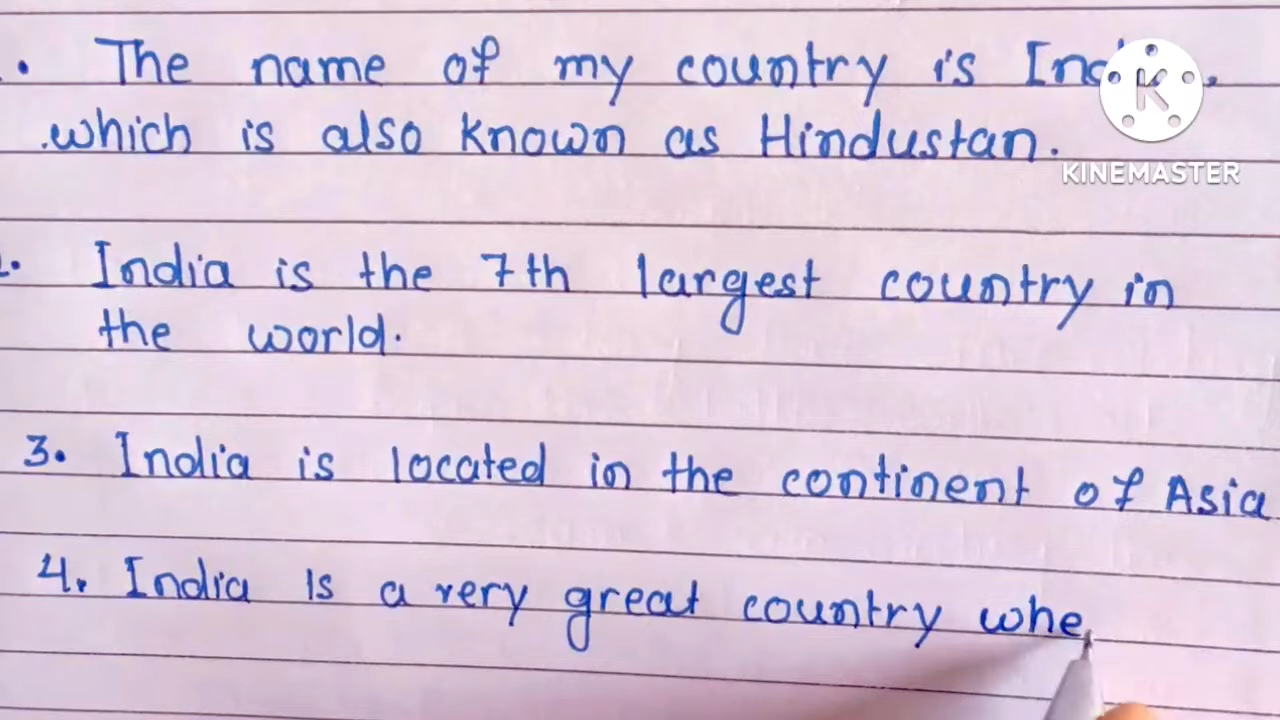 . The name of my country is Ind
which is also known as Hindustan.
K
KINEMASTER
. India is the 7th largest country in
the world.
3. India is located in the continent of Asia
4. India is a very great country whe